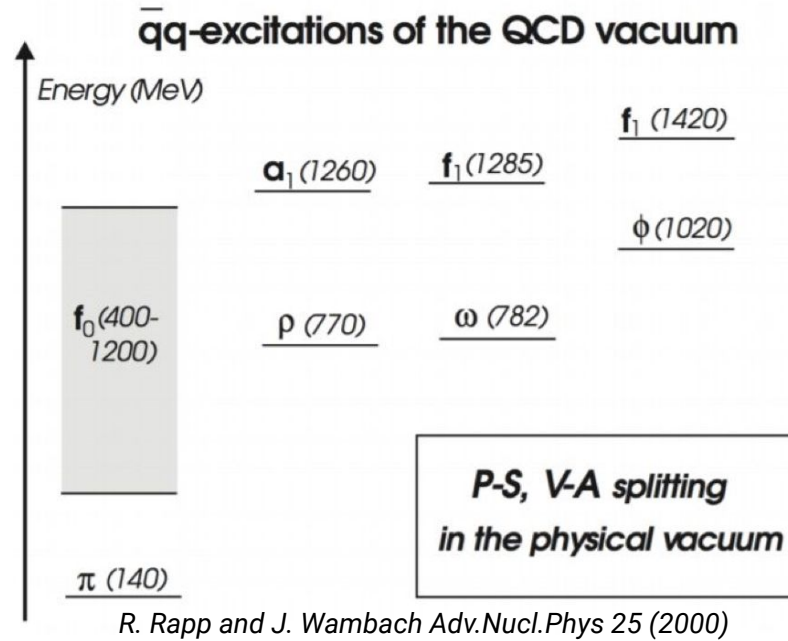 q̄q-excitations of the QCD vacuum
Energy (MeV)
f₁ (1420)
a₁ (1260)
f₁ (1285)
ϕ (1020)
f₀ (400-
1200)
ρ (770)
ω (782)
P-S, V-A splitting
in the physical vacuum
π (140)
R. Rapp and J. Wambach Adv.Nucl.Phys 25 (2000)